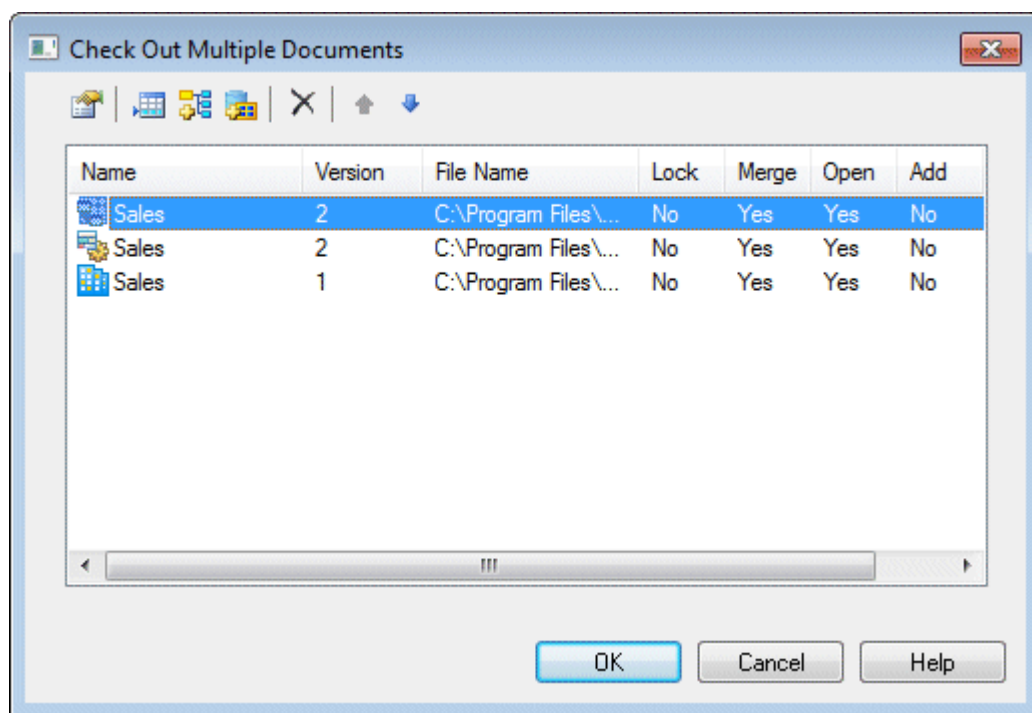 Check Out Multiple Documents
Name Version File Name Lock Merge Open Add
Sales 2 C:\Program Files\... No Yes Yes No
Sales 2 C:\Program Files\... No Yes Yes No
Sales 1 C:\Program Files\... No Yes Yes No
OK Cancel Help